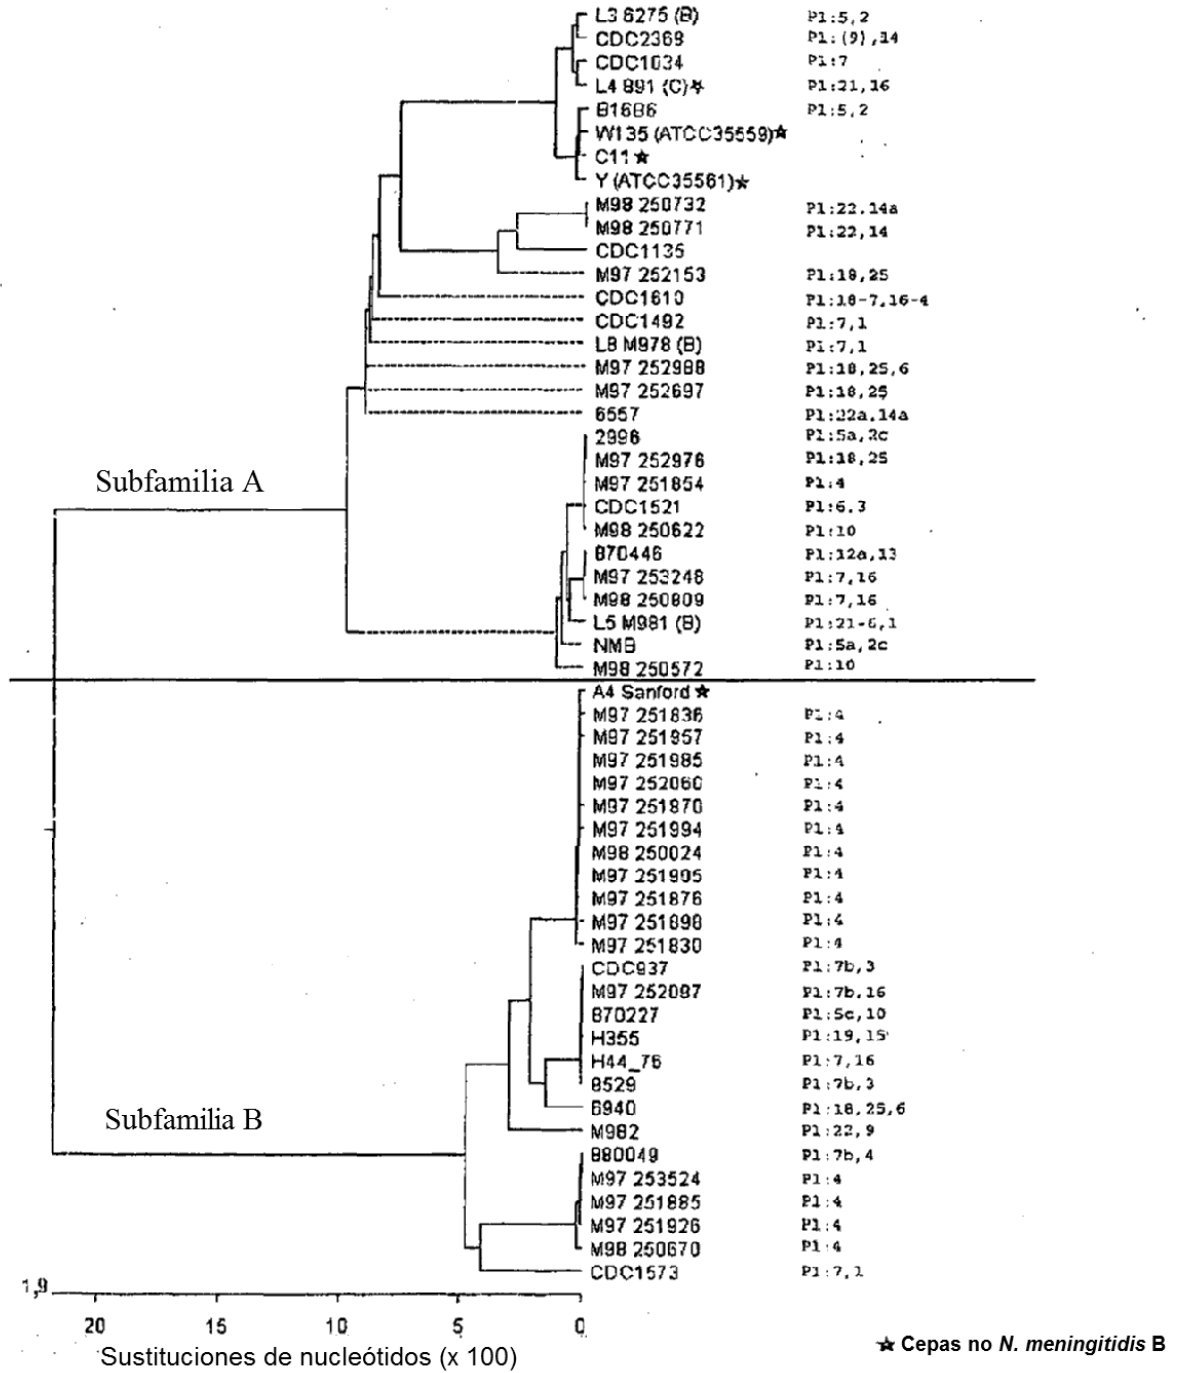 L3 6275 (B) P1:5,2
CDC2369 P1:(9),14
CDC1034 P1:7
L4 891 (C)☆ P1:21,16
B16B6 P1:5,2
W135 (ATCC35559)★
C11★
Y (ATCC35561)★
M98 250732 P1:22.14a
M98 250771 P1:22,14
CDC1135
M97 252153 P1:18,25
CDC1610 P1:18-7,16-4
CDC1492 P1:7,1
L8 M978 (B) P1:7,1
M97 252988 P1:18,25,6
M97 252697 P1:18,25
6557 P1:22a.14a
2996 P1:5a,2c
M97 252976 P1:18,25
M97 251854 P1:4
CDC1521 P1:6.3
Subfamilia A
M98 250622 P1:10
870446 P1:12a,13
M97 253248 P1:7,16
M98 250809 P1:7,16
L5 M981 (B) P1:21-6,1
NMB P1:5a,2c
M98 250572 P1:10
A4 Sanford ★
M97 251836 P1:4
M97 251957 P1:4
M97 251985 P1:4
M97 252060 P1:4
M97 251870 P1:4
M97 251994 P1:4
M98 250024 P1:4
M97 251905 P1:4
M97 251876 P1:4
M97 251898 P1:4
M97 251830 P1:4
CDC937 P1:7b,3
M97 252097 P1:7b.16
870227 P1:5c,10
H355 P1:19,15
H44_76 P1:7,16
8529 P1:7b,3
6940 P1:18,25,6
Subfamilia B
M982 P1:22,9
880049 P1:7b,4
M97 253524 P1:4
M97 251885 P1:4
M97 251926 P1:4
M98 250670 P1:4
CDC1573 P1:7,1
1,9
20 15 10 5 0
Sustituciones de nucleótidos (x 100)
★ Cepas no N. meningitidis B